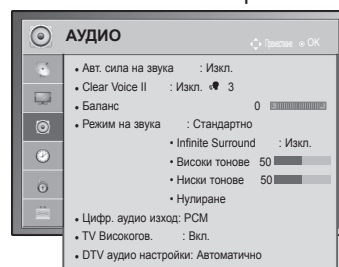 АУДИО
Преместване OK
• Авт. сила на звука : Изкл.
• Clear Voice II : Изкл. 3
• Баланс 0
• Режим на звука : Стандартно
• Infinite Surround : Изкл.
• Високи тонове 50
• Ниски тонове 50
• Нулиране
• Цифр. аудио изход: PCM
• TV Високогов. : Вкл.
• DTV аудио настройки: Автоматично